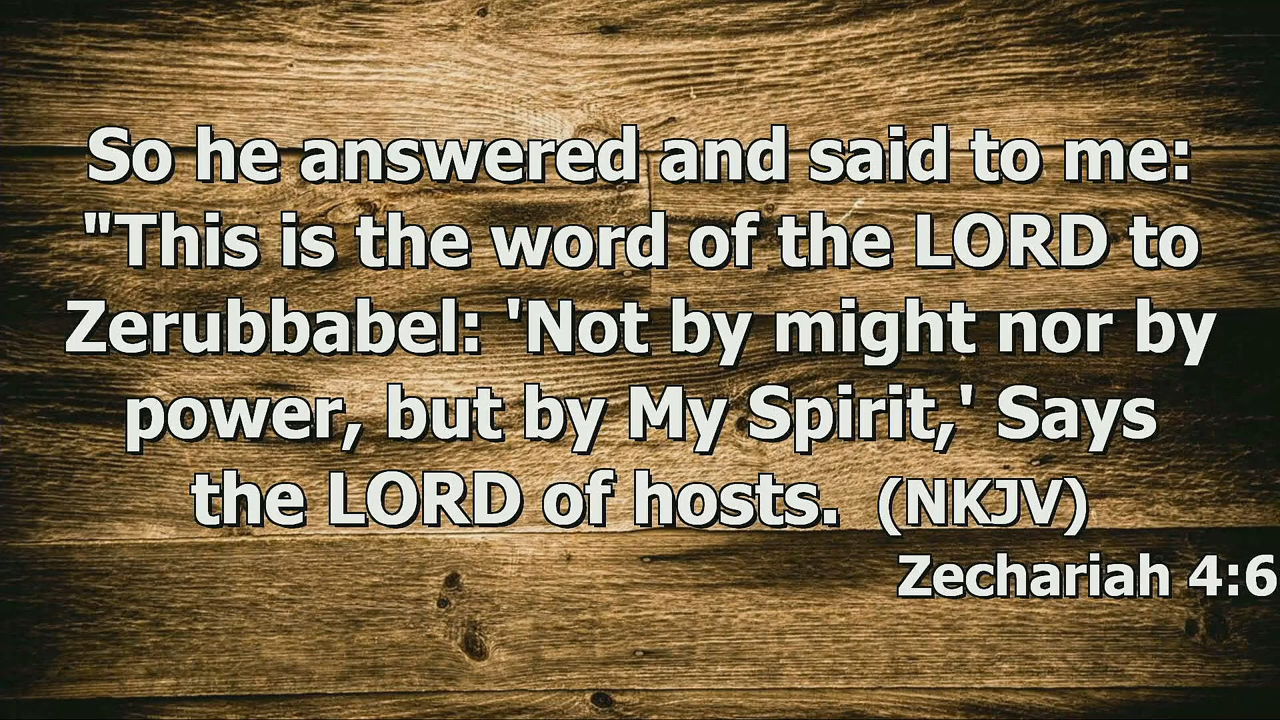 So he answered and said to me:
"This is the word of the LORD to
Zerubbabel: 'Not by might nor by
power, but by My Spirit,' Says
the LORD of hosts. (NKJV)
Zechariah 4:6